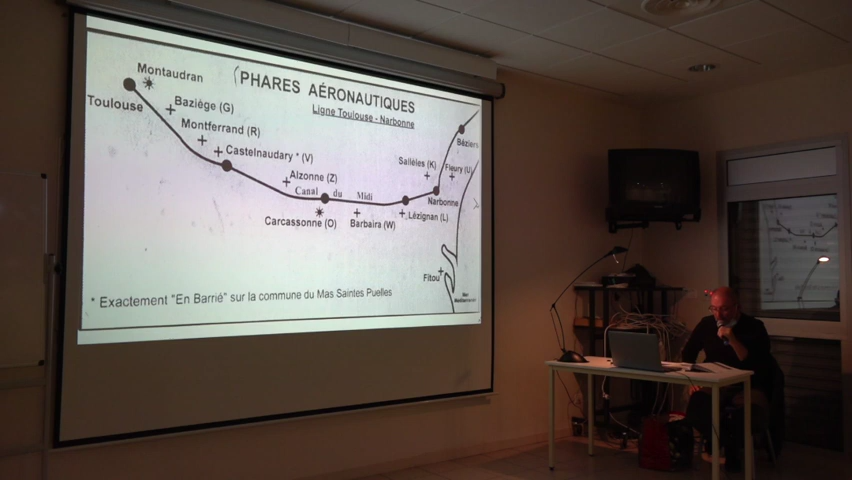 PHARES AÉRONAUTIQUES
Ligne Toulouse - Narbonne
Montaudran
Toulouse
Baziège (G)
Montferrand (R)
Castelnaudary * (V)
Alzonne (Z)
Canal du Midi
Carcassonne (O)
Barbaira (W)
Lézignan (L)
Narbonne
Sallèles (K)
Fleury (U)
Béziers
Fitou
* Exactement "En Barrié" sur la commune du Mas Saintes Puelles